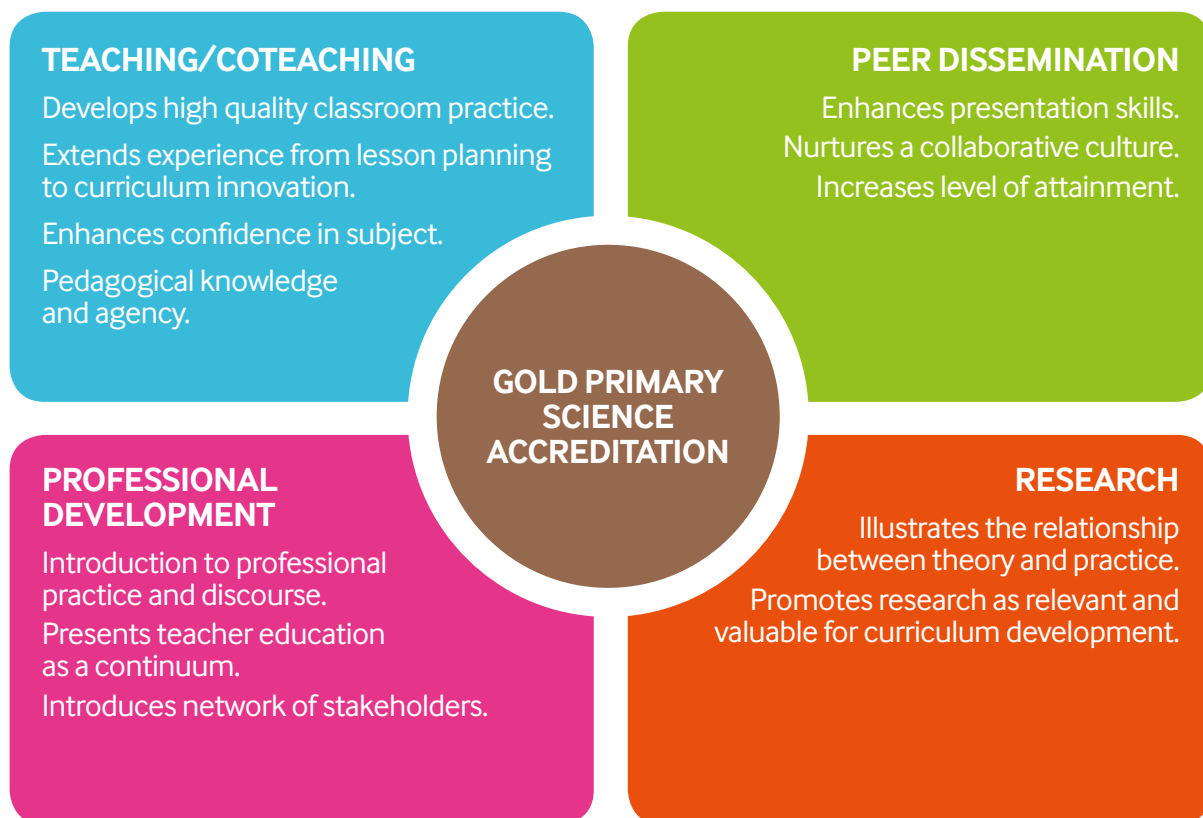 TEACHING/COTEACHING
Develops high quality classroom practice.
Extends experience from lesson planning
to curriculum innovation.
Enhances confidence in subject.
Pedagogical knowledge
and agency.
PEER DISSEMINATION
Enhances presentation skills.
Nurtures a collaborative culture.
Increases level of attainment.
GOLD PRIMARY
SCIENCE
ACCREDITATION
PROFESSIONAL
DEVELOPMENT
Introduction to professional
practice and discourse.
Presents teacher education
as a continuum.
Introduces network of stakeholders.
RESEARCH
Illustrates the relationship
between theory and practice.
Promotes research as relevant and
valuable for curriculum development.